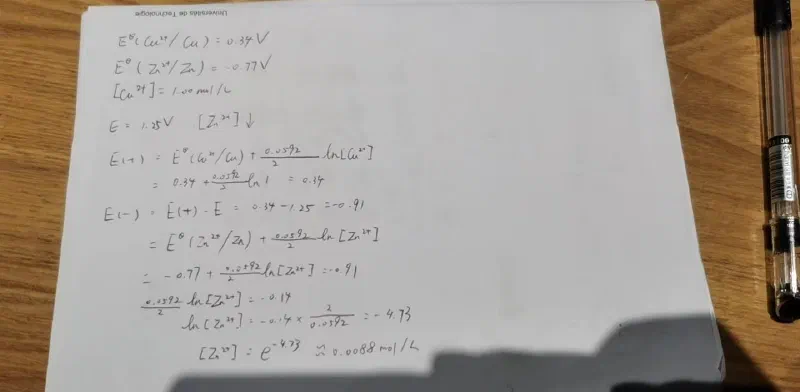 Université de Technologie
E^θ(Cu²⁺/Cu) = 0.34V
E^θ(Zn²⁺/Zn) = -0.77V
[Cu²⁺] = 1.00 mol/L
E = 1.25V [Zn²⁺]↓
E(+) = E^θ(Cu²⁺/Cu) + 0.0592/2 ln[Cu²⁺]
= 0.34 + 0.0592/2 ln1 = 0.34
E(-) = E(+) - E = 0.34 - 1.25 = -0.91
= E^θ(Zn²⁺/Zn) + 0.0592/2 ln[Zn²⁺]
= -0.77 + 0.0592/2 ln[Zn²⁺] = -0.91
0.0592/2 ln[Zn²⁺] = -0.14
ln[Zn²⁺] = -0.14 × 2/0.0592 = -4.73
[Zn²⁺] = e^-4.73 ≈ 0.0088 mol/L